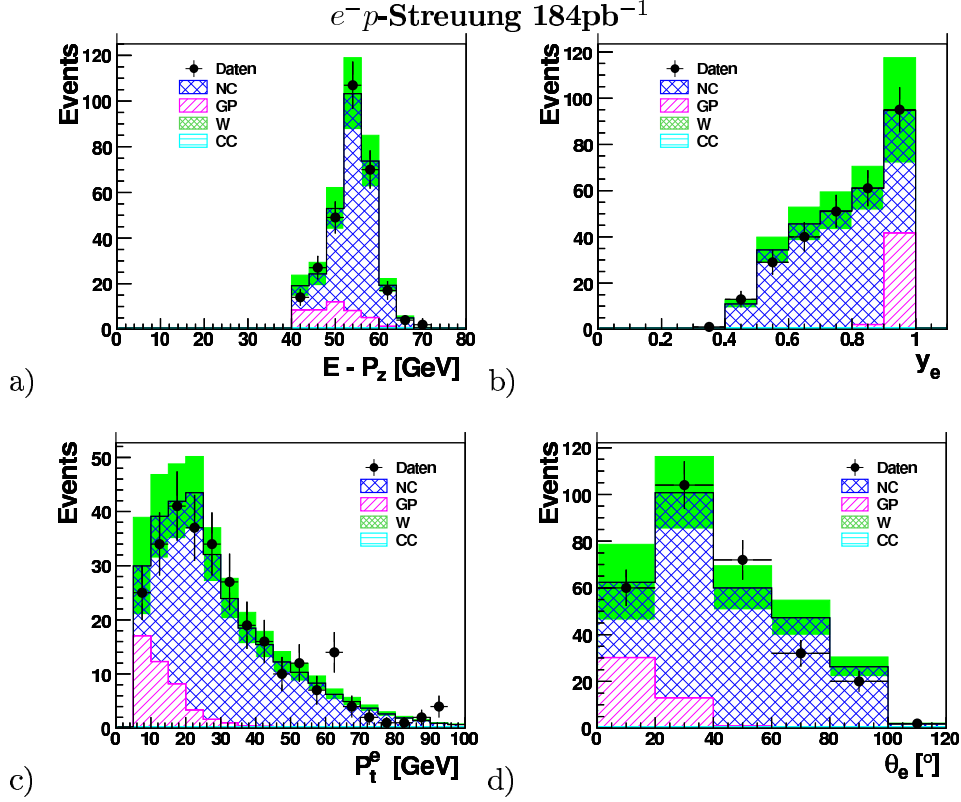 e⁻p-Streuung 184pb⁻¹
Events
120
100
80
60
40
20
0
Daten
NC
GP
W
CC
0 10 20 30 40 50 60 70 80
E - P_z [GeV]
a)
Events
120
100
80
60
40
20
0
Daten
NC
GP
W
CC
0 0.2 0.4 0.6 0.8 1
y_e
b)
Events
50
40
30
20
10
0
Daten
NC
GP
W
CC
0 10 20 30 40 50 60 70 80 90 100
P_t^e [GeV]
c)
Events
120
100
80
60
40
20
0
Daten
NC
GP
W
CC
0 20 40 60 80 100 120
θ_e [°]
d)